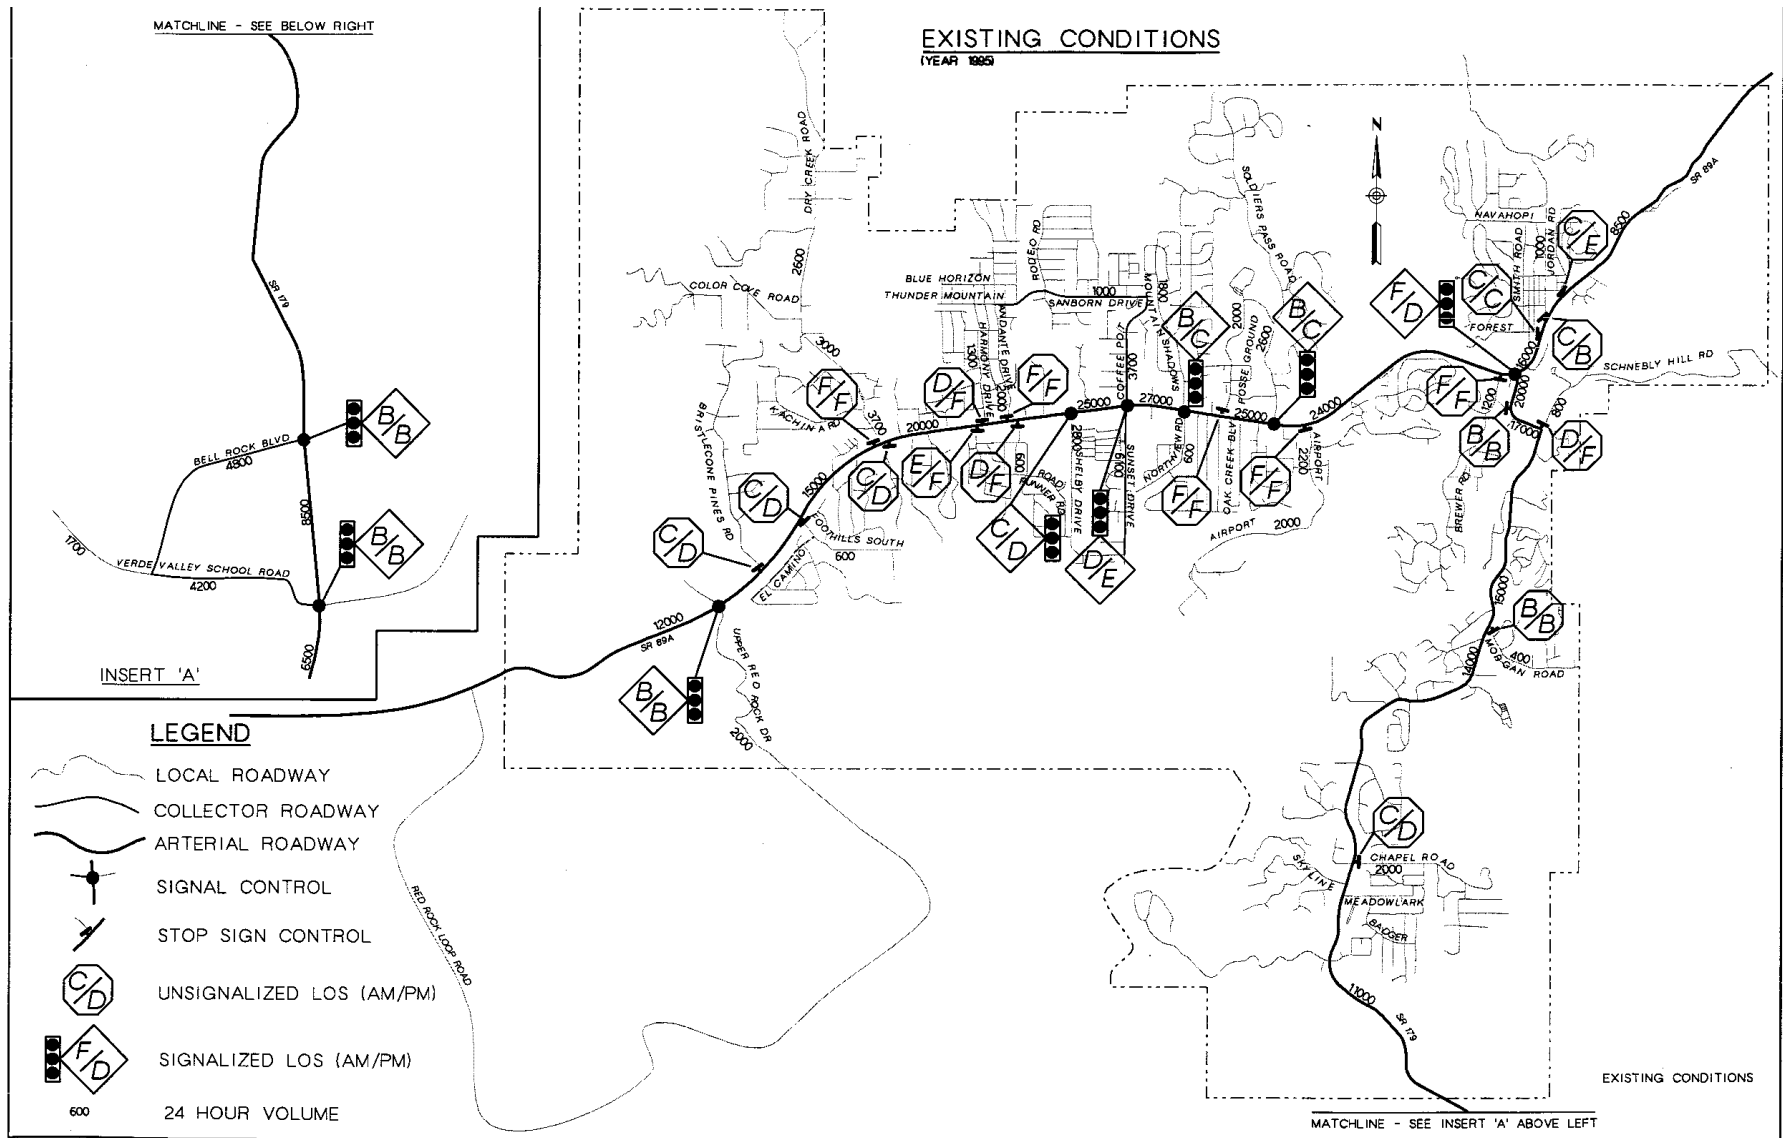 MATCHLINE - SEE BELOW RIGHT
SR 179
BELL ROCK BLVD
4800
B/B
8500
B/B
1700
VERDE VALLEY SCHOOL ROAD
4200
6500
INSERT 'A'
EXISTING CONDITIONS
(YEAR 1995)
N
DRY CREEK ROAD
2600
COLOR COVE ROAD
3000
BLUE HORIZON
THUNDER MOUNTAIN
RODEO RD
1000
SANBORN DRIVE
MOUNTAIN SHADOWS
1800
SOLDIERS PASS ROAD
2000
POSSE GROUND
2600
B/C
B/C
NAVAHOPI
SMITH ROAD
1000
JORDAN RD
C/E
8500
SR 89A
F/D
C/C
FOREST
C/B
SCHNEBLY HILL RD
16000
20000
F/F
1200
800
17000
B/B
D/F
BREWER RD
BRISTLECONE PINES RD
KACHINA RD
F/F
3700
20000
D/F
HARMONY DRIVE
1300
ANDANTE DRIVE
2000
F/F
25000
COFFEE POT
3700
27000
25000
24000
C/D
15000
C/D
E/F
D/F
600
ROAD RUNNER RD
C/D
2800
SHELBY DRIVE
6100
SUNSET DRIVE
D/E
NORTHVIEW RD
600
F/F
OAK CREEK BLV
F/F
AIRPORT
2200
AIRPORT
2000
C/D
FOOTHILLS SOUTH
600
EL CAMINO
12000
SR 89A
UPPER RED ROCK DR
2000
B/B
15000
B/B
14000
400
MORGAN ROAD
C/D
CHAPEL ROAD
2000
SKYLINE
MEADOWLARK
BADGER
11000
SR 179
RED ROCK LOOP ROAD
LEGEND
LOCAL ROADWAY
COLLECTOR ROADWAY
ARTERIAL ROADWAY
SIGNAL CONTROL
STOP SIGN CONTROL
C/D
UNSIGNALIZED LOS (AM/PM)
F/D
SIGNALIZED LOS (AM/PM)
600
24 HOUR VOLUME
EXISTING CONDITIONS
MATCHLINE - SEE INSERT 'A' ABOVE LEFT